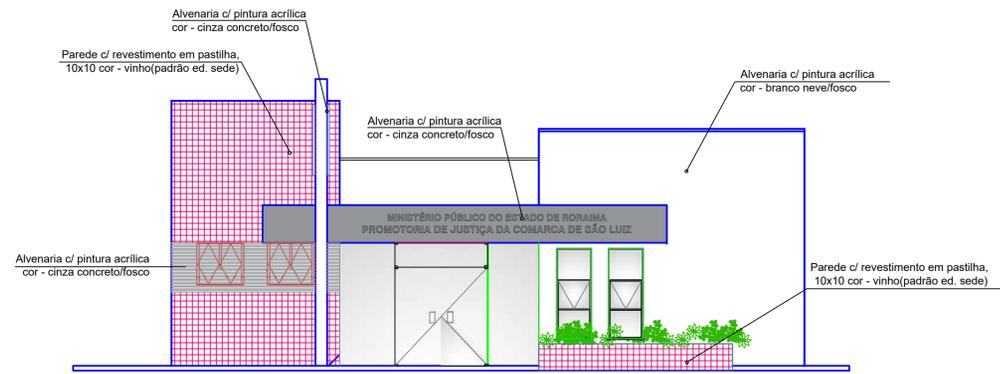 Alvenaria c/ pintura acrílica
cor - cinza concreto/fosco
Parede c/ revestimento em pastilha,
10x10 cor - vinho(padrão ed. sede)
Alvenaria c/ pintura acrílica
cor - branco neve/fosco
Alvenaria c/ pintura acrílica
cor - cinza concreto/fosco
MINISTÉRIO PÚBLICO DO ESTADO DE RORAIMA
PROMOTORIA DE JUSTIÇA DA COMARCA DE SÃO LUIZ
Alvenaria c/ pintura acrílica
cor - cinza concreto/fosco
Parede c/ revestimento em pastilha,
10x10 cor - vinho(padrão ed. sede)